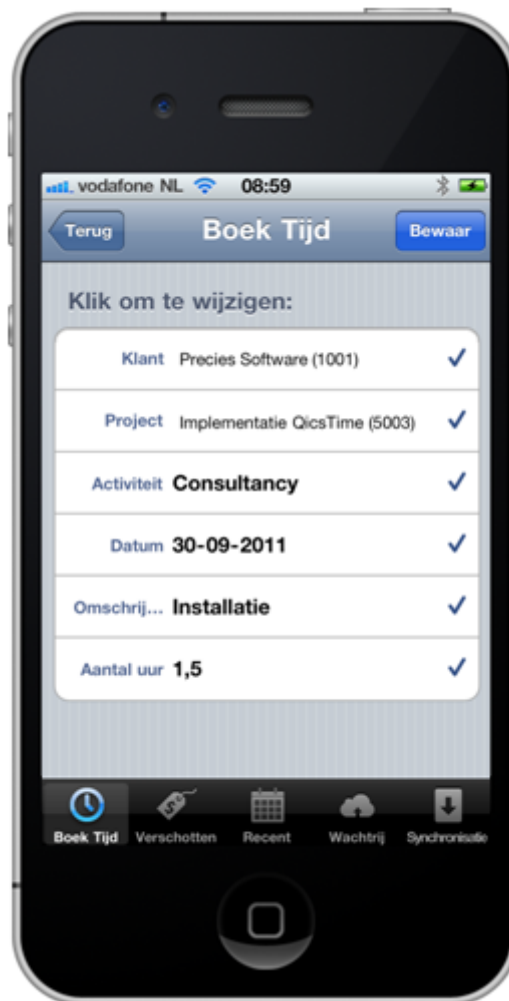 vodafone NL 08:59
Terug Boek Tijd Bewaar
Klik om te wijzigen:
Klant Precies Software (1001)
Project Implementatie QicsTime (5003)
Activiteit Consultancy
Datum 30-09-2011
Omschrij... Installatie
Aantal uur 1,5
Boek Tijd Verschotten Recent Wachtrij Synchronisatie